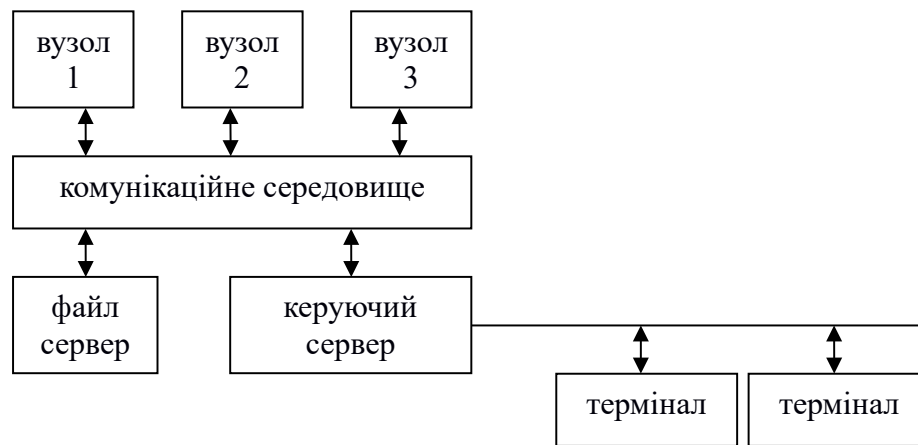 вузол
1
вузол
2
вузол
3
комунікаційне середовище
файл
сервер
керуючий
сервер
термінал
термінал